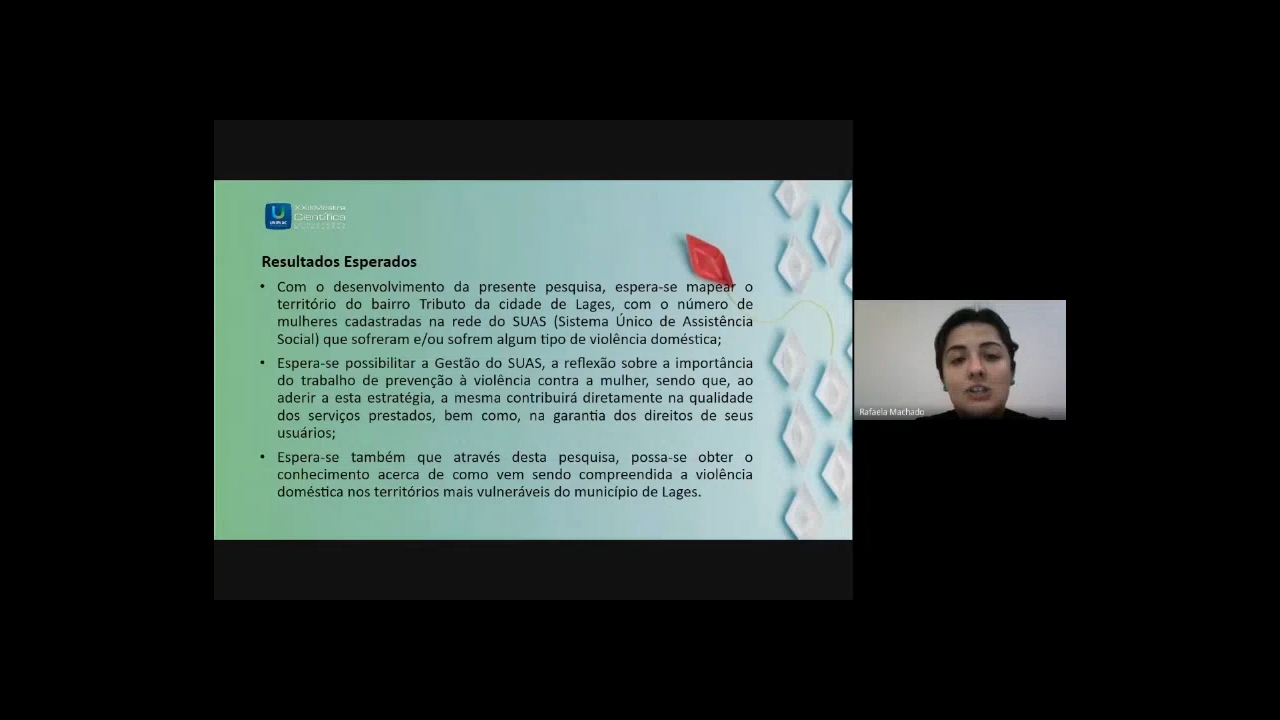 XXIII Mostra
Científica
Resultados Esperados
• Com o desenvolvimento da presente pesquisa, espera-se mapear o
território do bairro Tributo da cidade de Lages, com o número de
mulheres cadastradas na rede do SUAS (Sistema Único de Assistência
Social) que sofreram e/ou sofrem algum tipo de violência doméstica;
• Espera-se possibilitar a Gestão do SUAS, a reflexão sobre a importância
do trabalho de prevenção à violência contra a mulher, sendo que, ao
aderir a esta estratégia, a mesma contribuirá diretamente na qualidade
dos serviços prestados, bem como, na garantia dos direitos de seus
usuários;
• Espera-se também que através desta pesquisa, possa-se obter o
conhecimento acerca de como vem sendo compreendida a violência
doméstica nos territórios mais vulneráveis do município de Lages.
Rafaela Machado